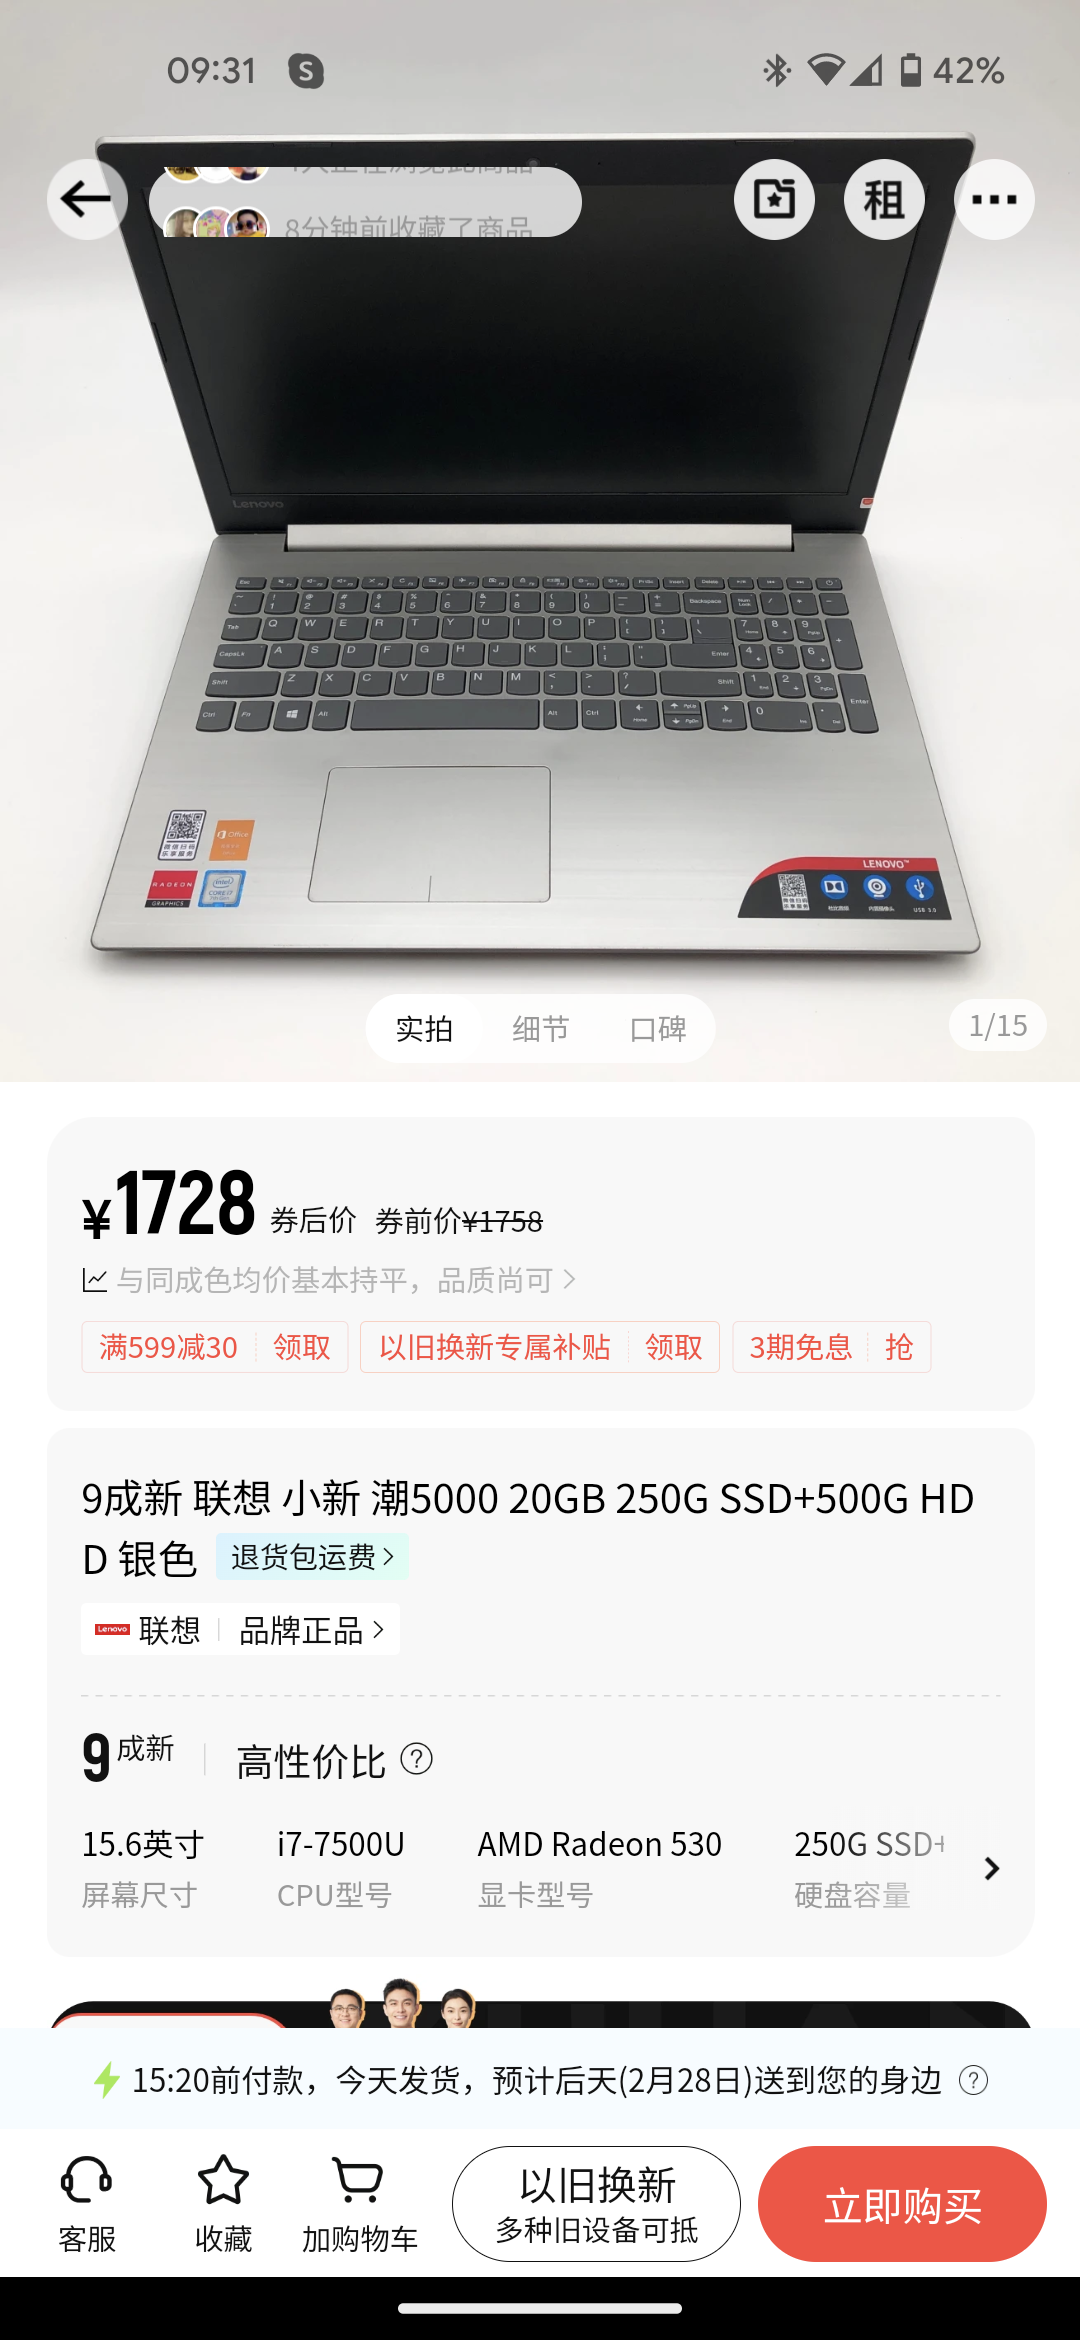 09:31
42%
8分钟前收藏了商品
租
Lenovo
LENOVO
Office
RADEON
GRAPHICS
USB 3.0
实拍 细节 口碑
1/15
¥1728 券后价 券前价¥1758
与同成色均价基本持平，品质尚可
满599减30 领取 以旧换新专属补贴 领取 3期免息 抢
9成新 联想 小新 潮5000 20GB 250G SSD+500G HD
D 银色 退货包运费
Lenovo 联想 品牌正品
9成新 高性价比
15.6英寸 i7-7500U AMD Radeon 530 250G SSD+
屏幕尺寸 CPU型号 显卡型号 硬盘容量
15:20前付款，今天发货，预计后天(2月28日)送到您的身边
客服 收藏 加购物车
以旧换新
多种旧设备可抵
立即购买